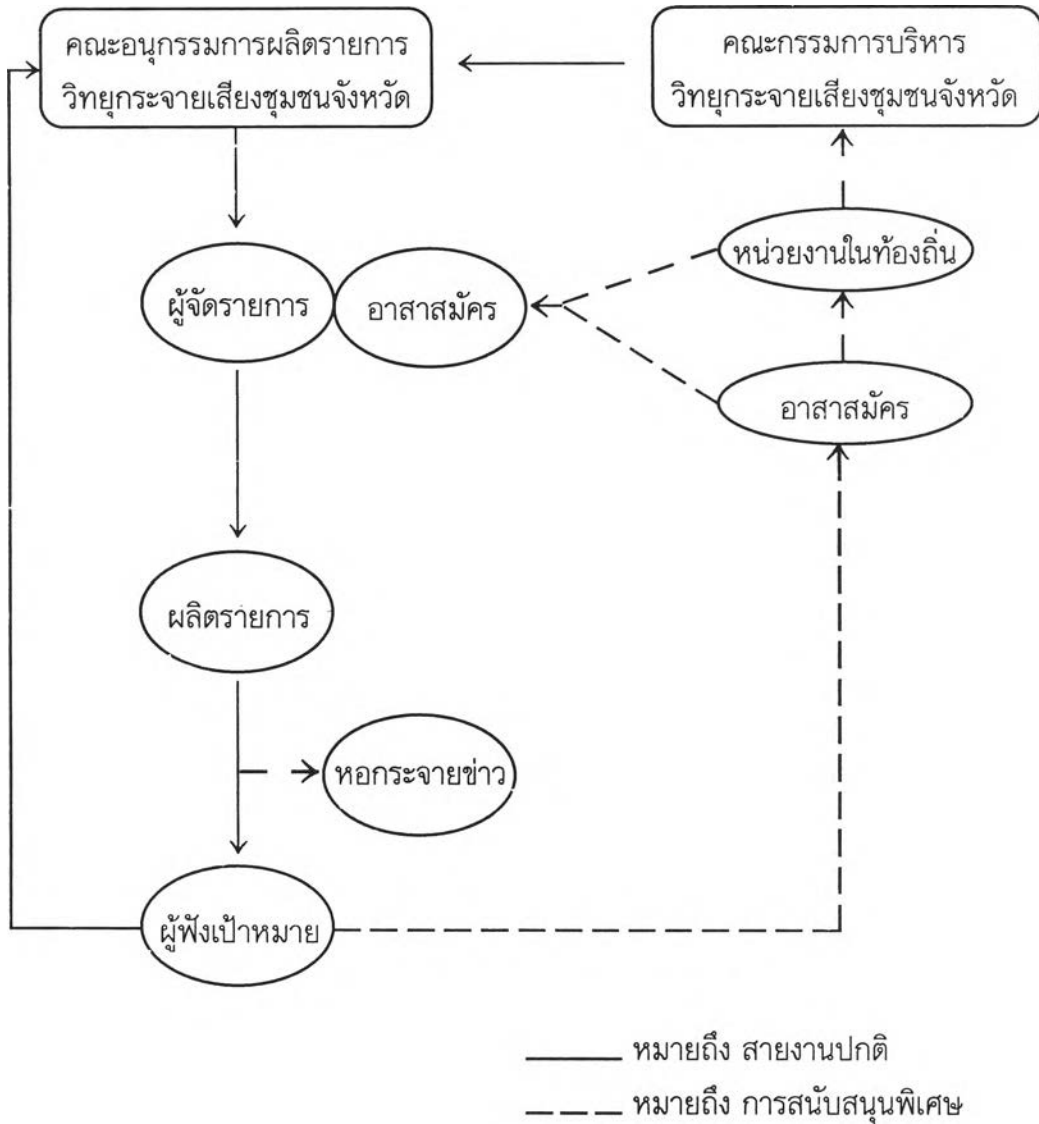 คณะอนุกรรมการผลิตรายการ
วิทยุกระจายเสียงชุมชนจังหวัด
คณะกรรมการบริหาร
วิทยุกระจายเสียงชุมชนจังหวัด
หน่วยงานในท้องถิ่น
ผู้จัดรายการ
อาสาสมัคร
อาสาสมัคร
ผลิตรายการ
หอกระจายข่าว
ผู้ฟังเป้าหมาย
หมายถึง สายงานปกติ
หมายถึง การสนับสนุนพิเศษ